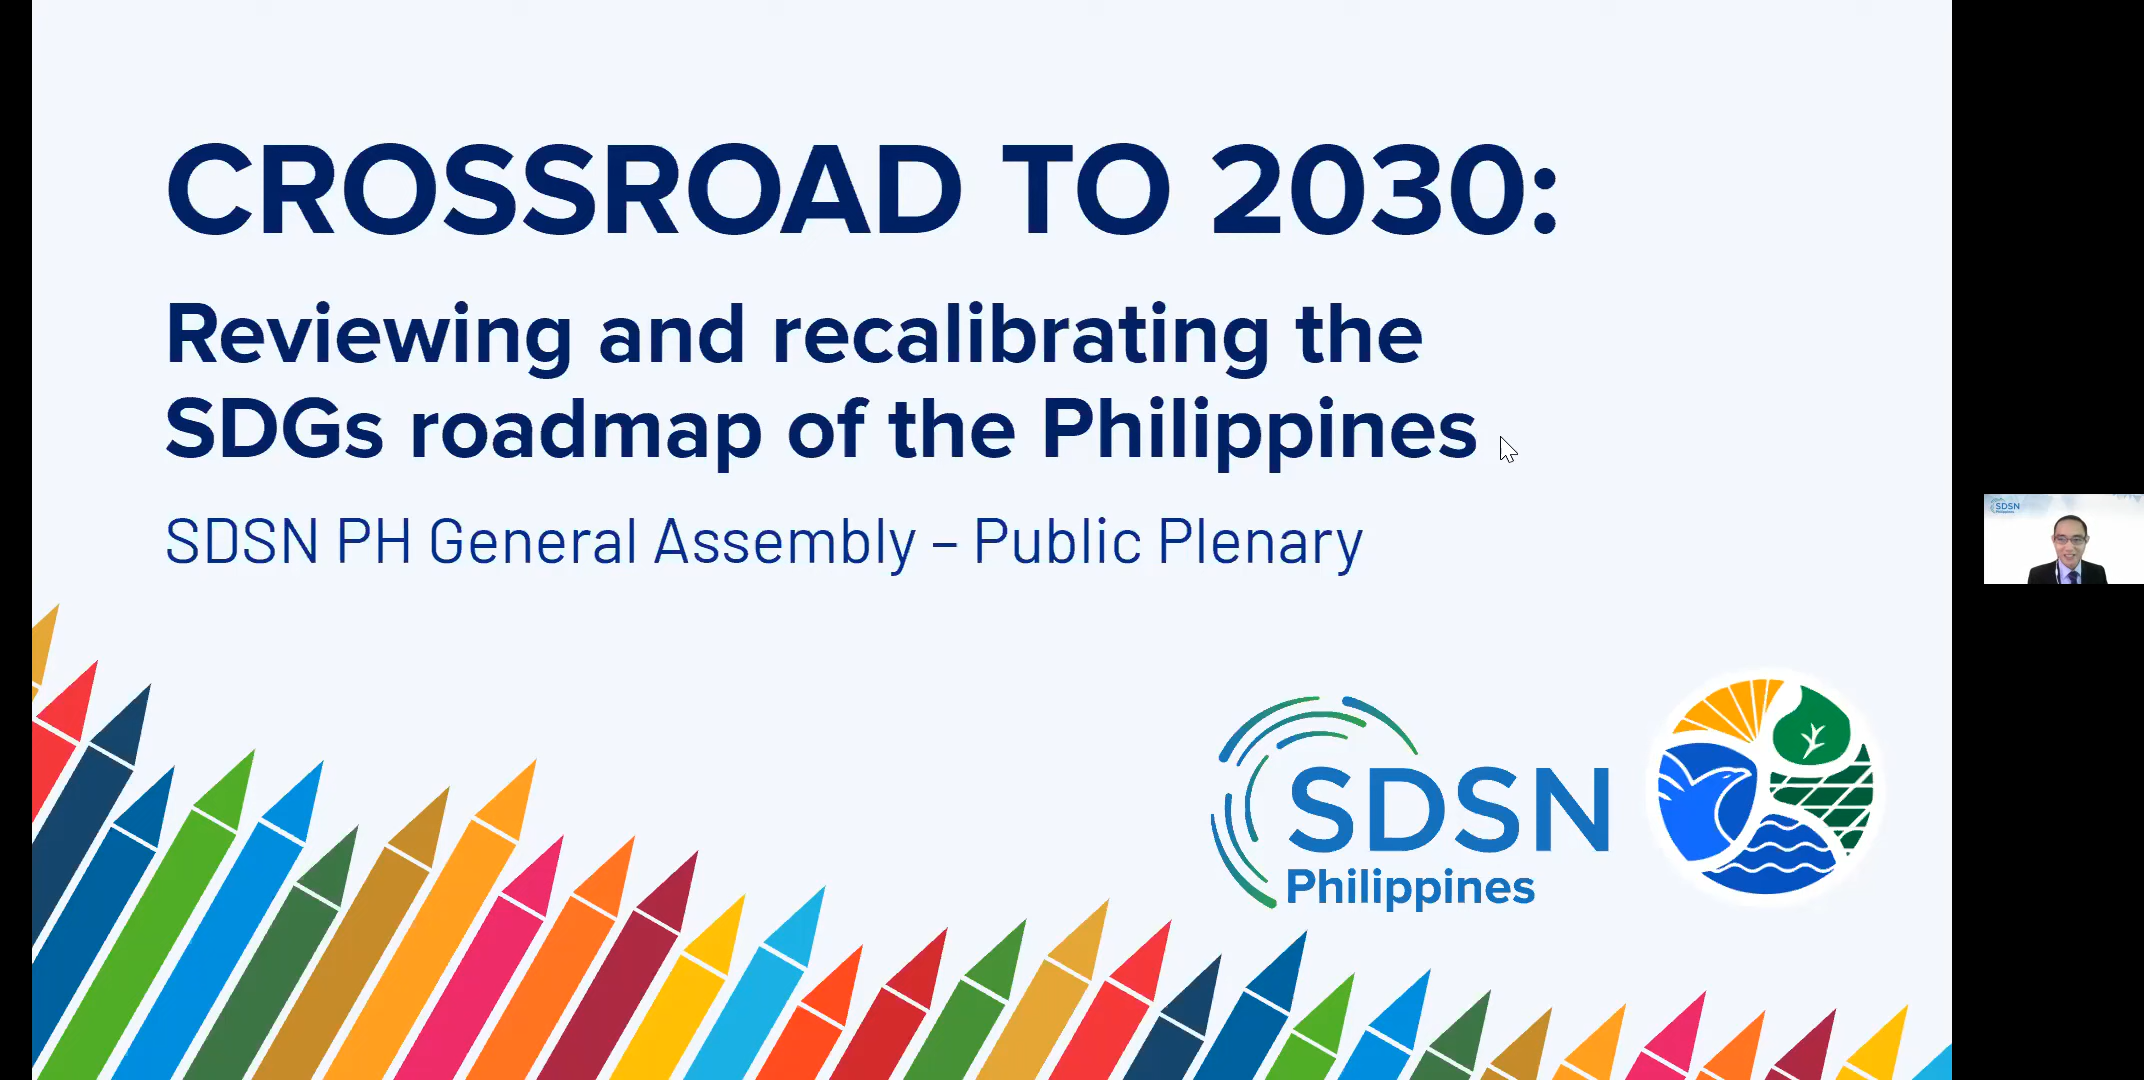 CROSSROAD TO 2030:
Reviewing and recalibrating the
SDGs roadmap of the Philippines
SDSN PH General Assembly – Public Plenary
SDSN
Philippines
SDSN